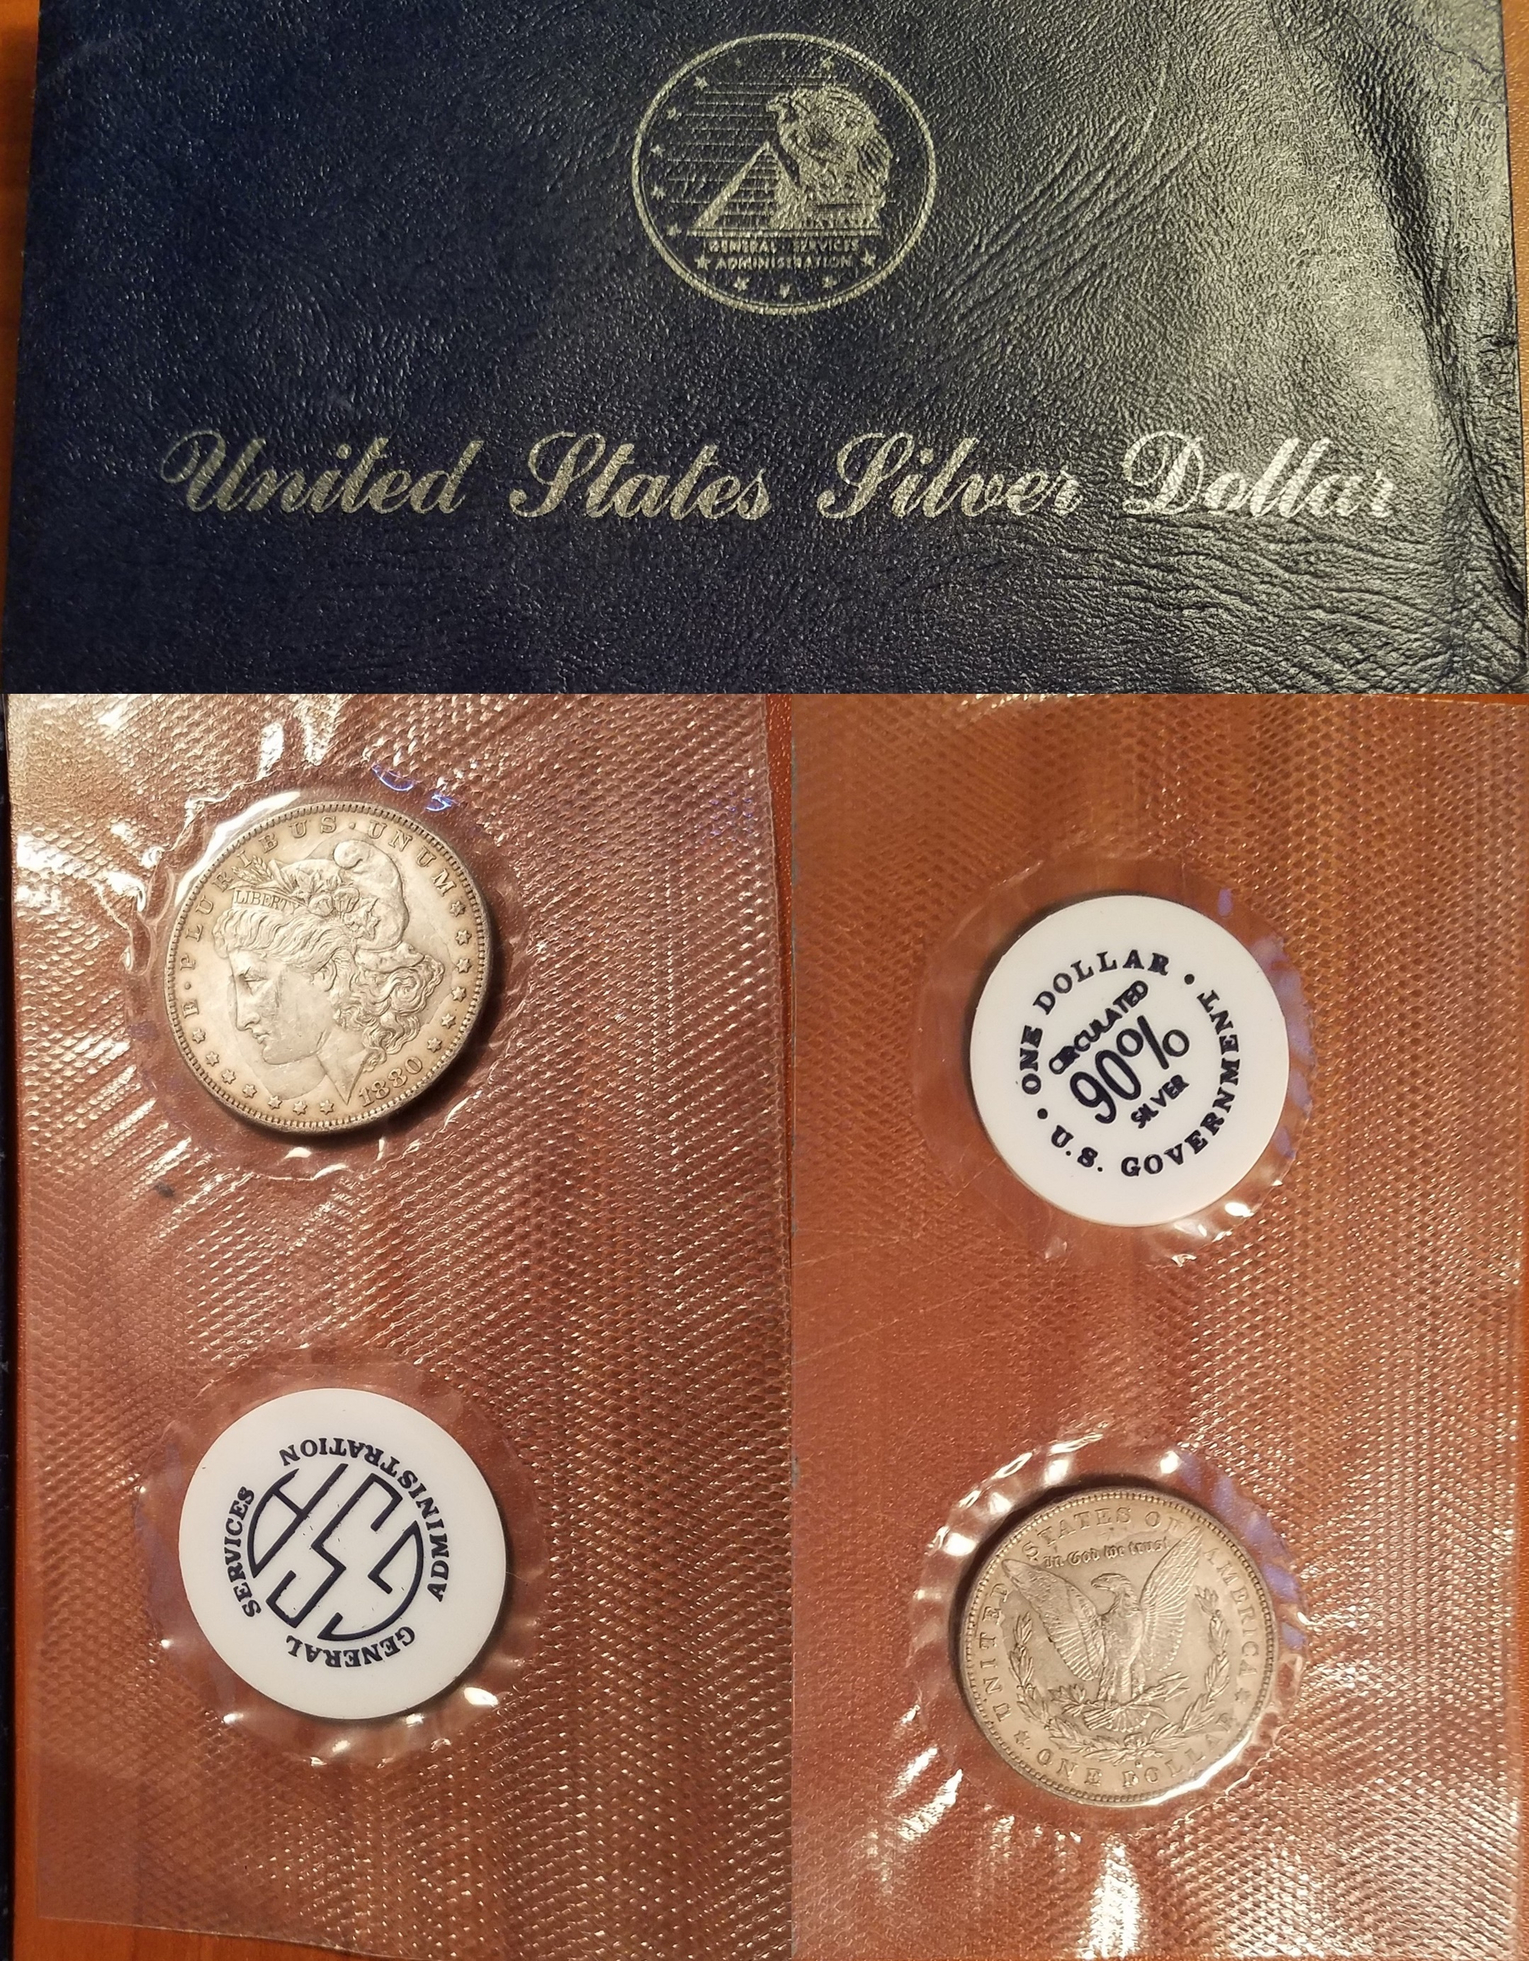 GENERAL SERVICES
ADMINISTRATION
United States Silver Dollar
E · PLURIBUS · UNUM
LIBERTY
1880
ONE DOLLAR
CIRCULATED
90%
SILVER
U.S. GOVERNMENT
GENERAL SERVICES ADMINISTRATION
GSA
UNITED STATES OF AMERICA
In God We trust
ONE DOLLAR